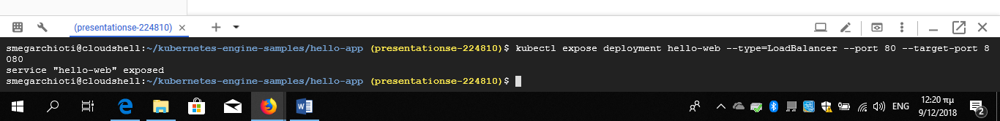 (presentationse-224810)
smegarchioti@cloudshell:~/kubernetes-engine-samples/hello-app (presentationse-224810)$ kubectl expose deployment hello-web --type=LoadBalancer --port 80 --target-port 8
080
service "hello-web" exposed
smegarchioti@cloudshell:~/kubernetes-engine-samples/hello-app (presentationse-224810)$
ENG
12:20 πμ
9/12/2018
2